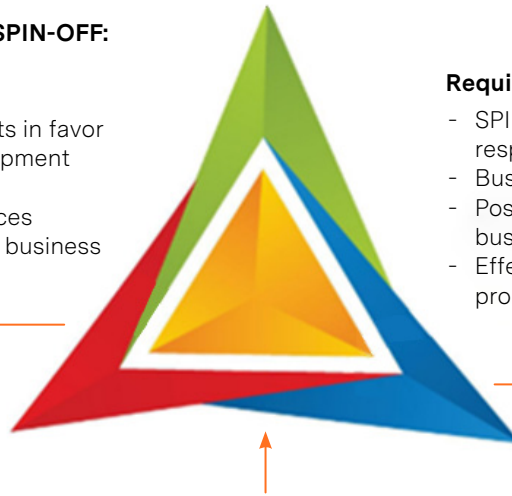 SPIN-OFF:
ts in favor
pment
ces
business
Requi
- SPI
resp
- Bus
- Pos
bus
- Effe
pro